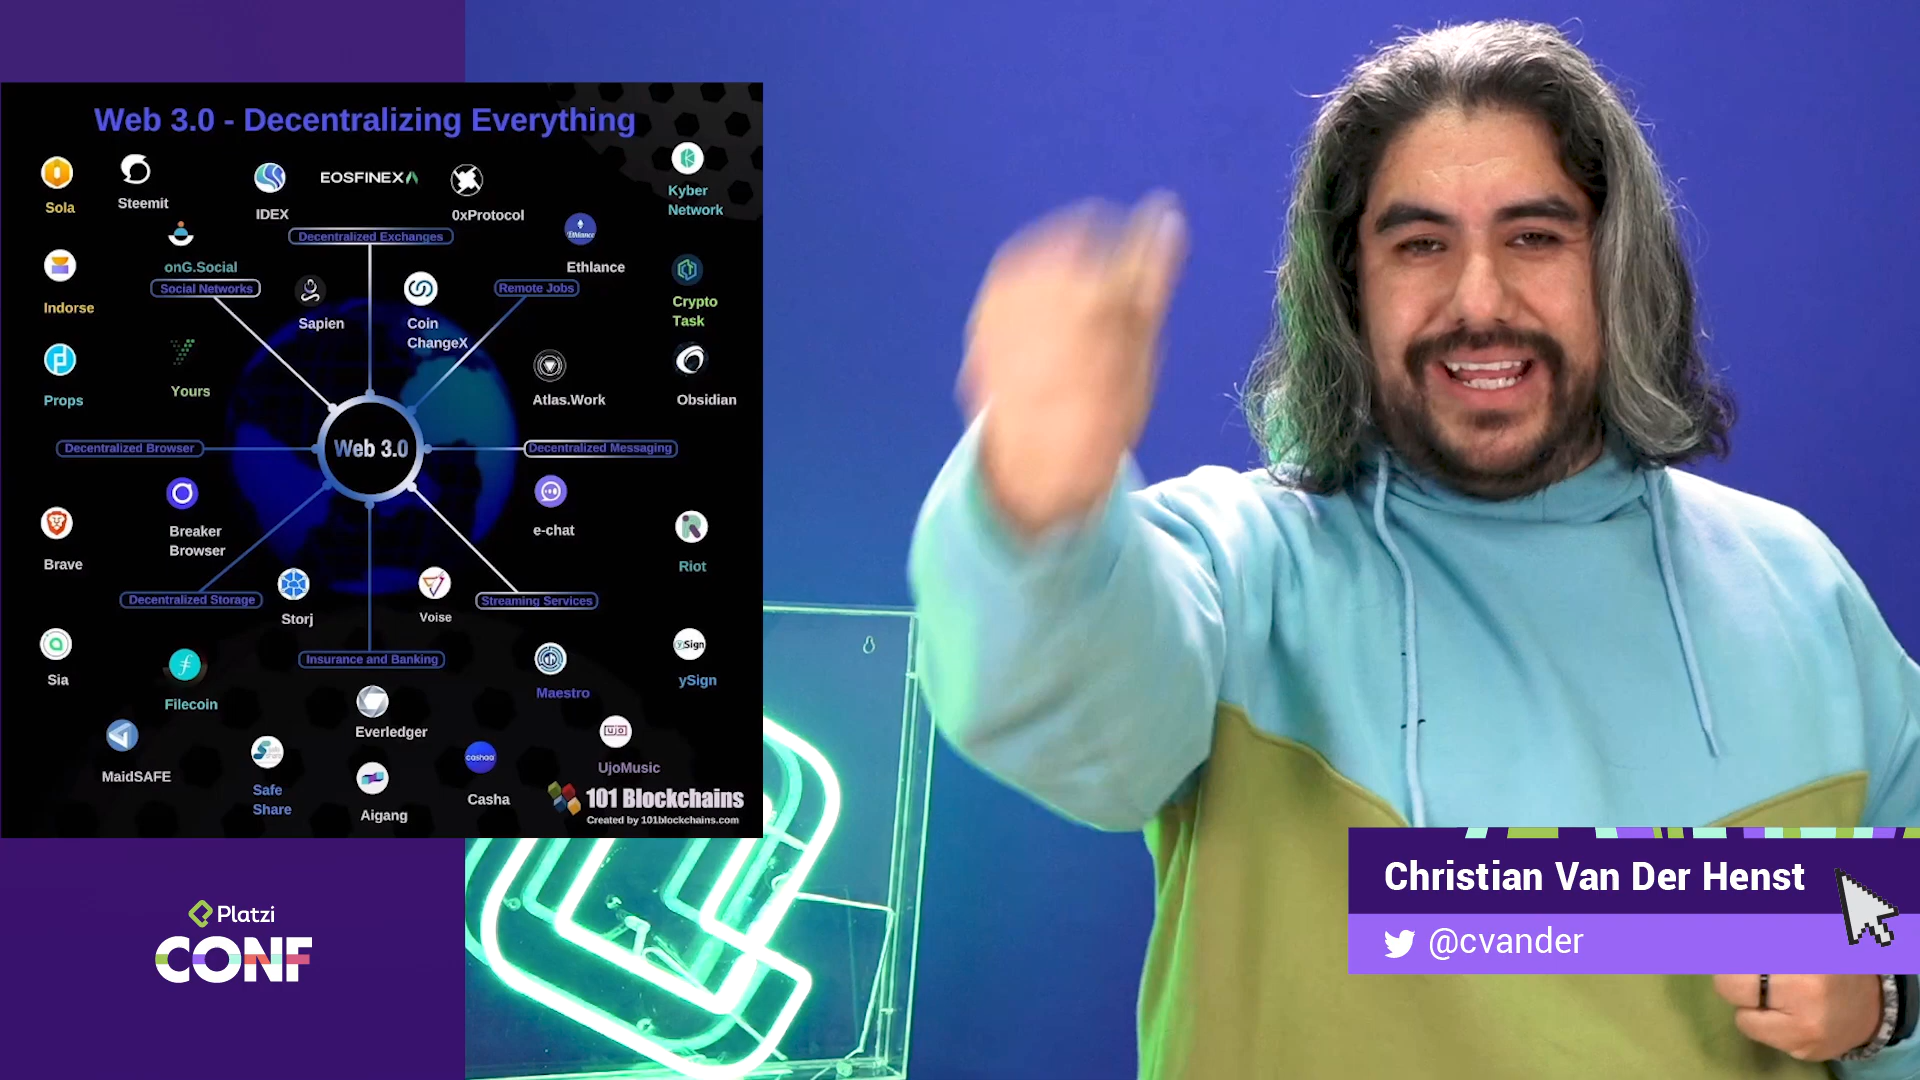 Web 3.0 - Decentralizing Everything
Sola
Steemit
IDEX
EOSFINEX
0xProtocol
Kyber
Network
Decentralized Exchanges
Ethlance
Ethlance
onG.Social
Social Networks
Remote Jobs
Indorse
Sapien
Coin
ChangeX
Crypto
Task
Props
Yours
Atlas.Work
Obsidian
Decentralized Browser
Web 3.0
Decentralized Messaging
Brave
Breaker
Browser
e-chat
Riot
Decentralized Storage
Storj
Voise
Streaming Services
Sia
Filecoin
Insurance and Banking
Maestro
ySign
ySign
MaidSAFE
Safe
Share
Everledger
Aigang
cashaa
Casha
UJO
UjoMusic
101 Blockchains
Created by 101blockchains.com
Platzi
CONF
Christian Van Der Henst
@cvander